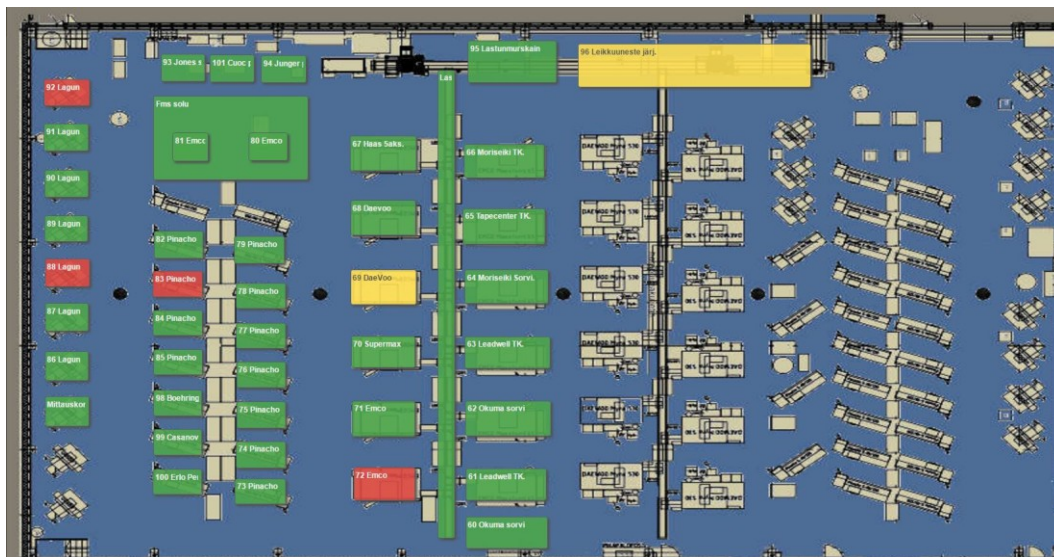 95 Lastunmurskain
96 Leikkuuneste järj.
93 Jones s
101 Cuoc p
94 Junger j
Las
92 Lagun
Fms solu
91 Lagun
81 Emco
80 Emco
67 Haas Saks.
66 Moriseiki TK.
90 Lagun
68 Daevoo
65 Tapecenter TK.
89 Lagun
82 Pinacho
79 Pinacho
88 Lagun
83 Pinacho
69 DaeVoo
64 Moriseiki Sorvi.
78 Pinacho
87 Lagun
84 Pinacho
77 Pinacho
70 Supermax
63 Leadwell TK.
86 Lagun
85 Pinacho
76 Pinacho
98 Boehring
Mittauskor
75 Pinacho
71 Emco
62 Okuma sorvi
99 Casanov
74 Pinacho
100 Erlo Por
73 Pinacho
72 Emco
61 Leadwell TK.
60 Okuma sorvi